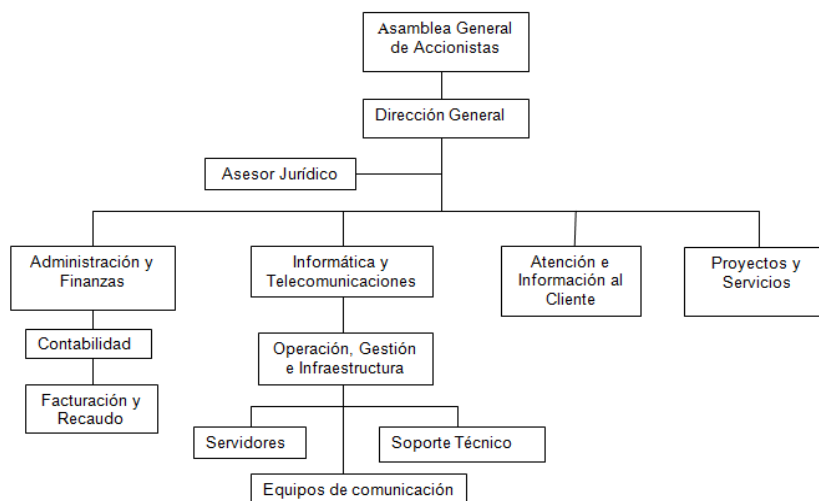 Asamblea General
de Accionistas
Dirección General
Asesor Jurídico
Administración y
Finanzas
Informática y
Telecomunicaciones
Atención e
Información al
Cliente
Proyectos y
Servicios
Contabilidad
Operación, Gestión
e Infraestructura
Facturación y
Recaudo
Servidores
Soporte Técnico
Equipos de comunicación